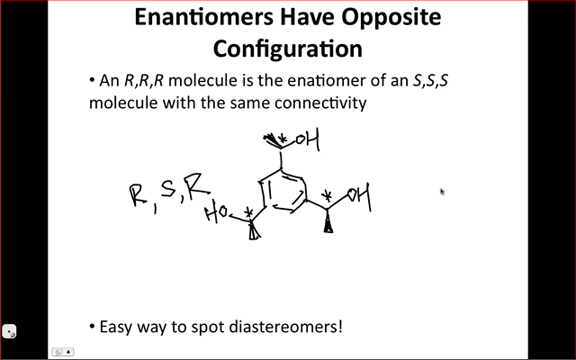 Enantiomers Have Opposite
Configuration
• An R,R,R molecule is the enatiomer of an S,S,S
molecule with the same connectivity
*OH
R, S, R
HO *
* OH
• Easy way to spot diastereomers!